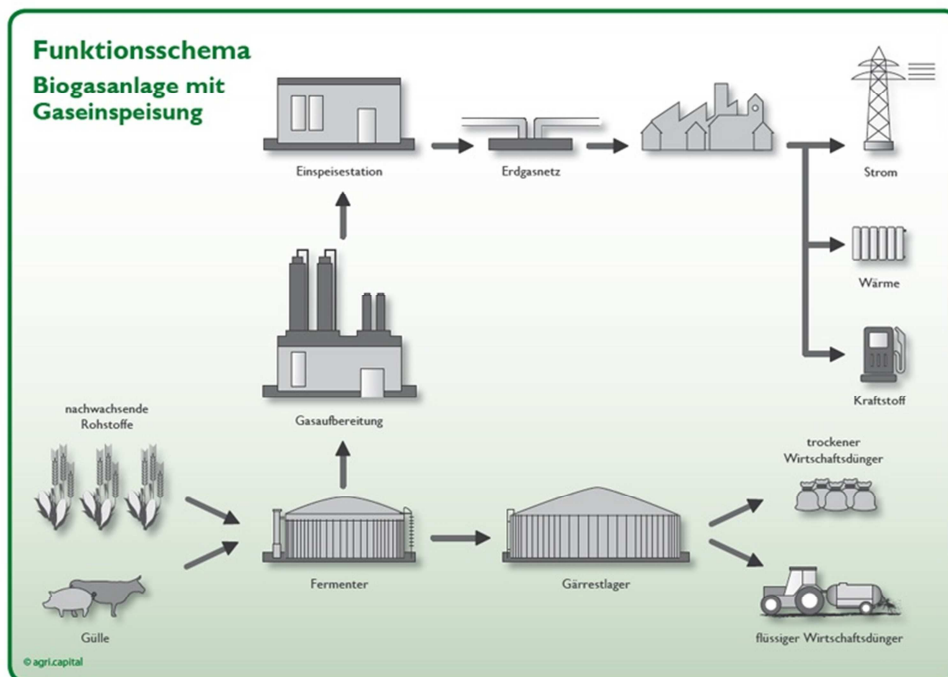 Funktionsschema
Biogasanlage mit
Gaseinspeisung
Einspeisestation
Erdgasnetz
Strom
Wärme
Kraftstoff
Gasaufbereitung
nachwachsende
Rohstoffe
trockener
Wirtschaftsdünger
Fermenter
Gärrestlager
Gülle
flüssiger Wirtschaftsdünger
© agri.capital